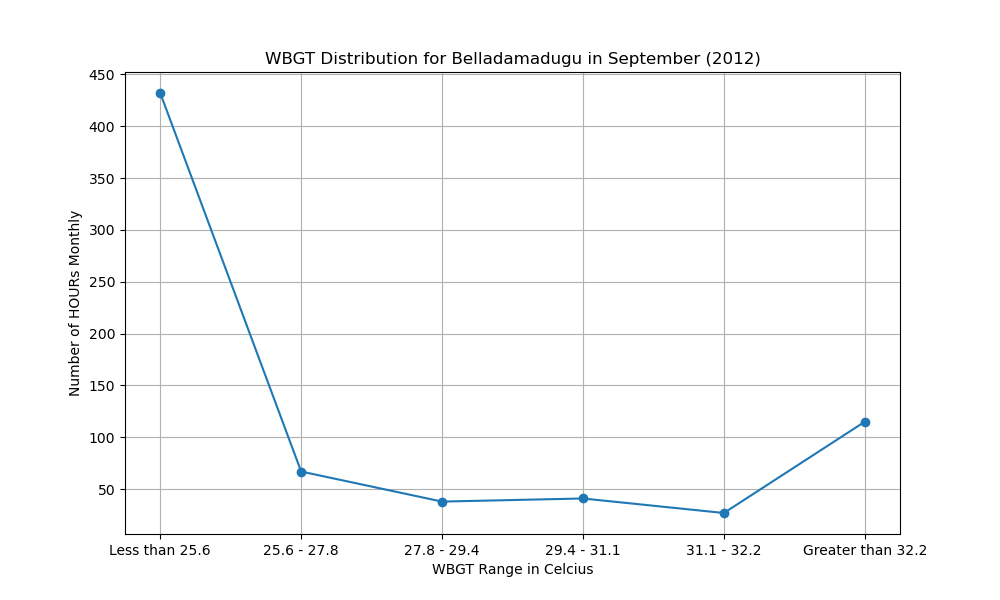 WBGT Distribution for Belladamadugu in September (2012)
450
400
350
300
250
200
150
100
50
Number of HOURs Monthly
Less than 25.6
25.6 - 27.8
27.8 - 29.4
29.4 - 31.1
31.1 - 32.2
Greater than 32.2
WBGT Range in Celcius